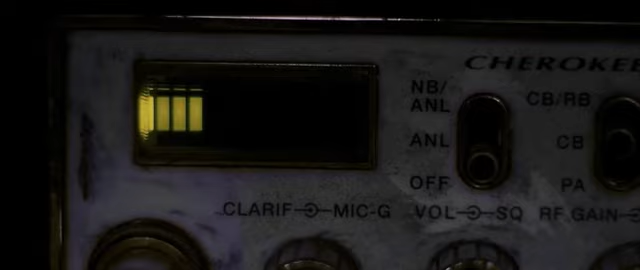 CHEROKEE
NB/
ANL
CB/RB
ANL
CB
OFF
PA
CLARIF MIC-G VOL SQ RF GAIN